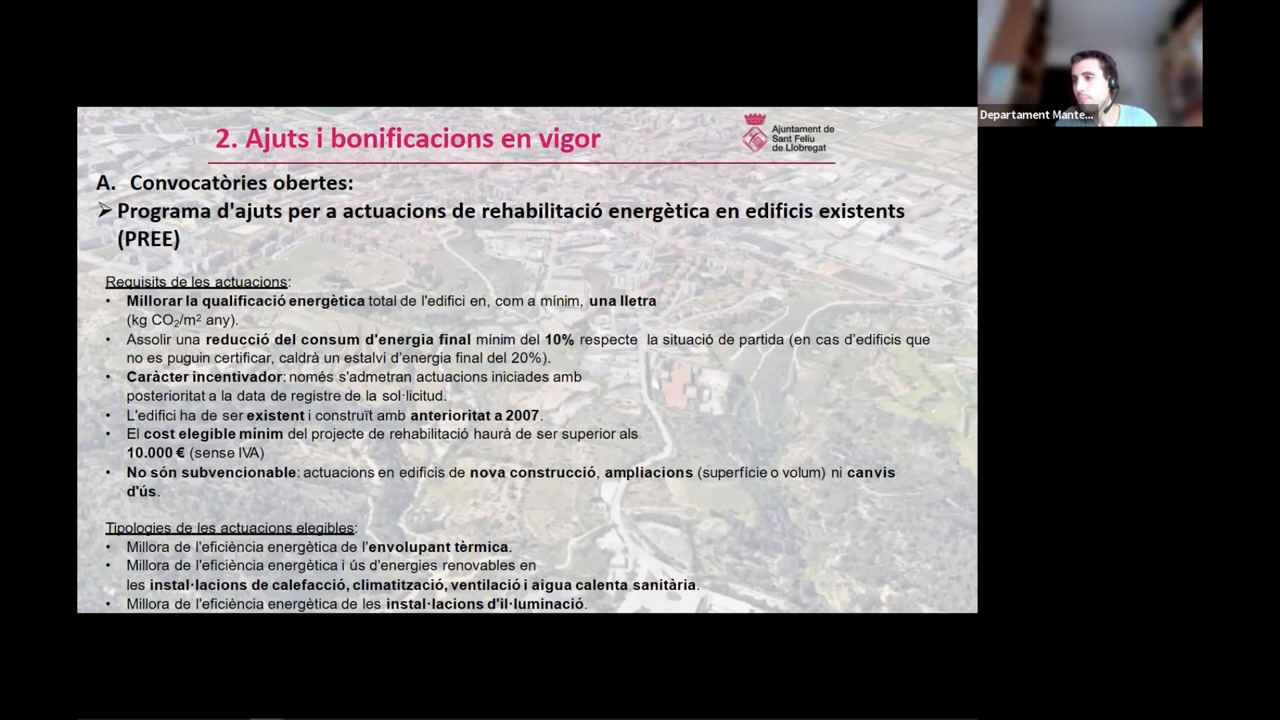 2. Ajuts i bonificacions en vigor
Ajuntament de
Sant Feliu
de Llobregat
A. Convocatòries obertes:
➢ Programa d'ajuts per a actuacions de rehabilitació energètica en edificis existents
(PREE)
Requisits de les actuacions:
• Millorar la qualificació energètica total de l'edifici en, com a mínim, una lletra
(kg CO₂/m² any).
• Assolir una reducció del consum d'energia final mínim del 10% respecte la situació de partida (en cas d'edificis que
no es puguin certificar, caldrà un estalvi d'energia final del 20%).
• Caràcter incentivador: només s'admetran actuacions iniciades amb
posterioritat a la data de registre de la sol·licitud.
• L'edifici ha de ser existent i construït amb anterioritat a 2007.
• El cost elegible mínim del projecte de rehabilitació haurà de ser superior als
10.000 € (sense IVA)
• No són subvencionable: actuacions en edificis de nova construcció, ampliacions (superfície o volum) ni canvis
d'ús.
Tipologies de les actuacions elegibles:
• Millora de l'eficiència energètica de l'envolupant tèrmica.
• Millora de l'eficiència energètica i ús d'energies renovables en
les instal·lacions de calefacció, climatització, ventilació i aigua calenta sanitària.
• Millora de l'eficiència energètica de les instal·lacions d'il·luminació.
Departament Mante...